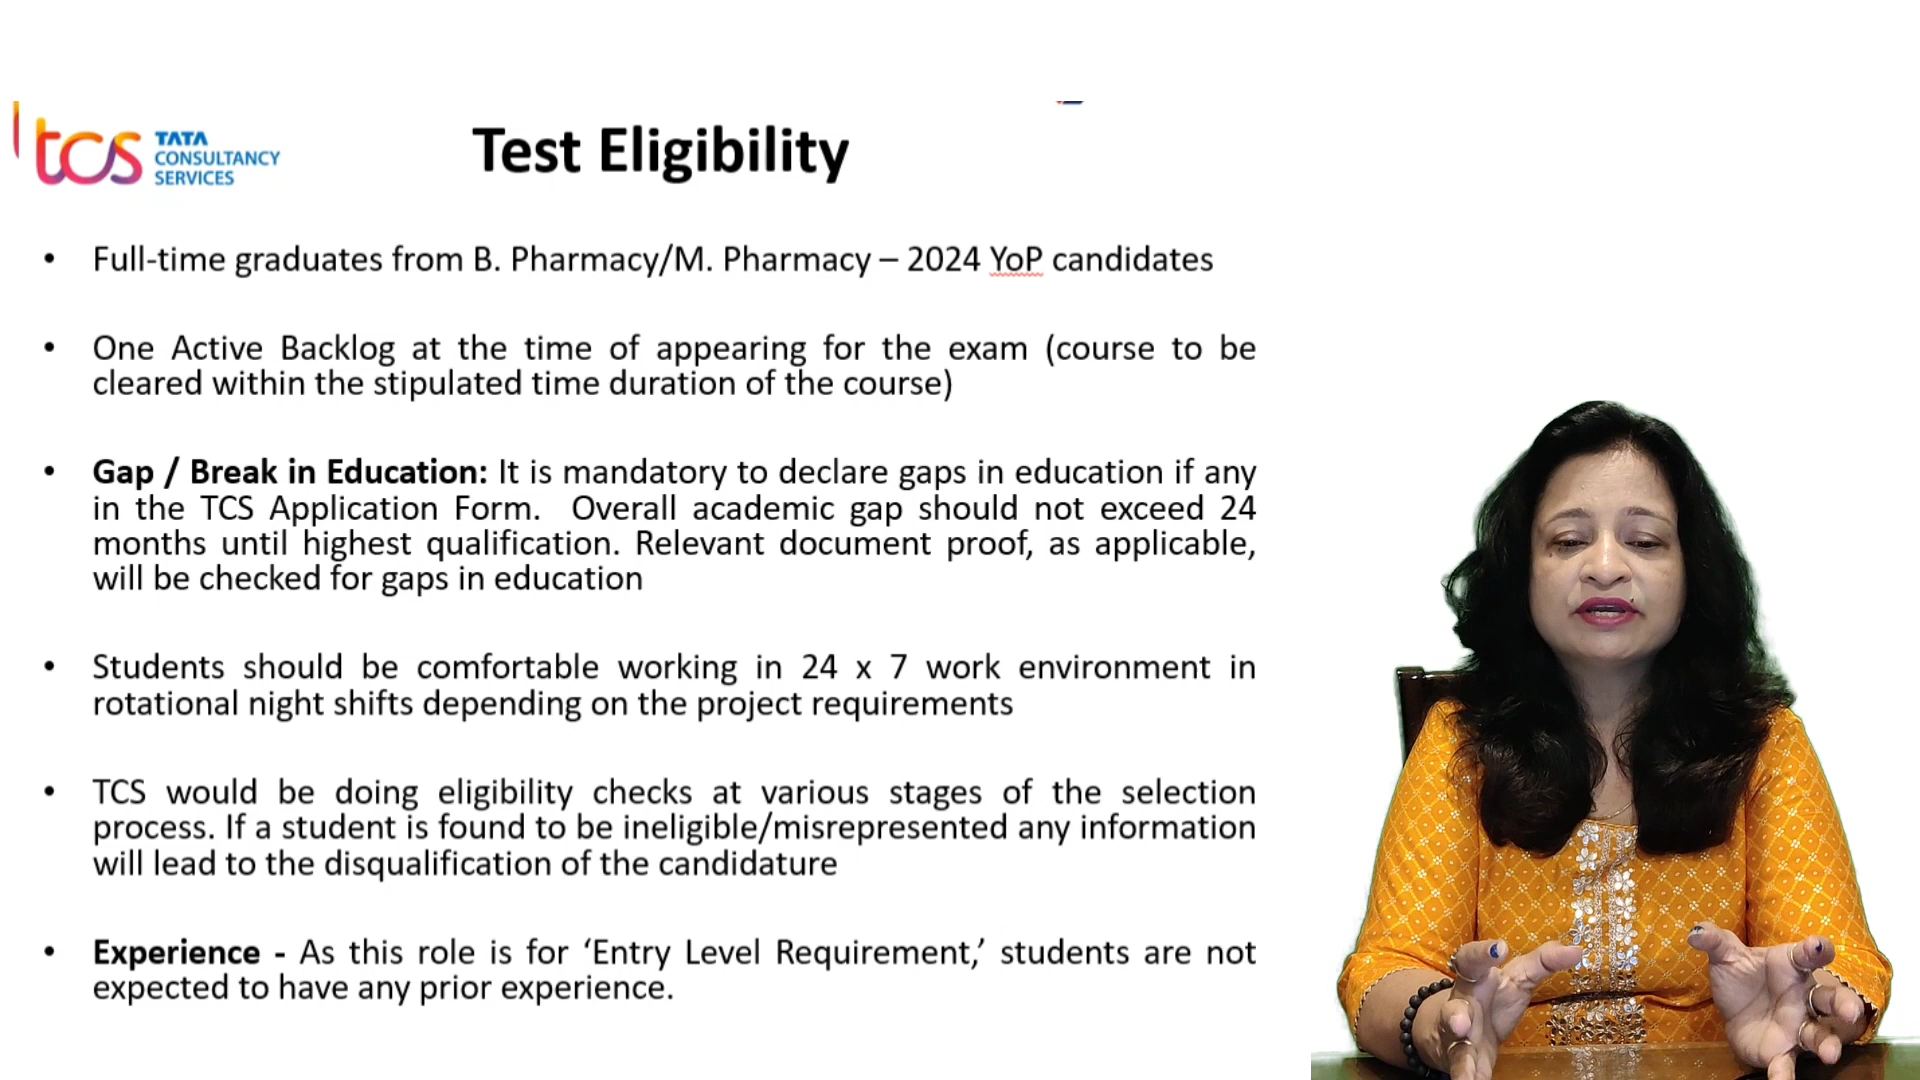 tcs TATA
CONSULTANCY
SERVICES
Test Eligibility
• Full-time graduates from B. Pharmacy/M. Pharmacy – 2024 YoP candidates
• One Active Backlog at the time of appearing for the exam (course to be
cleared within the stipulated time duration of the course)
• Gap / Break in Education: It is mandatory to declare gaps in education if any
in the TCS Application Form. Overall academic gap should not exceed 24
months until highest qualification. Relevant document proof, as applicable,
will be checked for gaps in education
• Students should be comfortable working in 24 x 7 work environment in
rotational night shifts depending on the project requirements
• TCS would be doing eligibility checks at various stages of the selection
process. If a student is found to be ineligible/misrepresented any information
will lead to the disqualification of the candidature
• Experience - As this role is for ‘Entry Level Requirement,’ students are not
expected to have any prior experience.